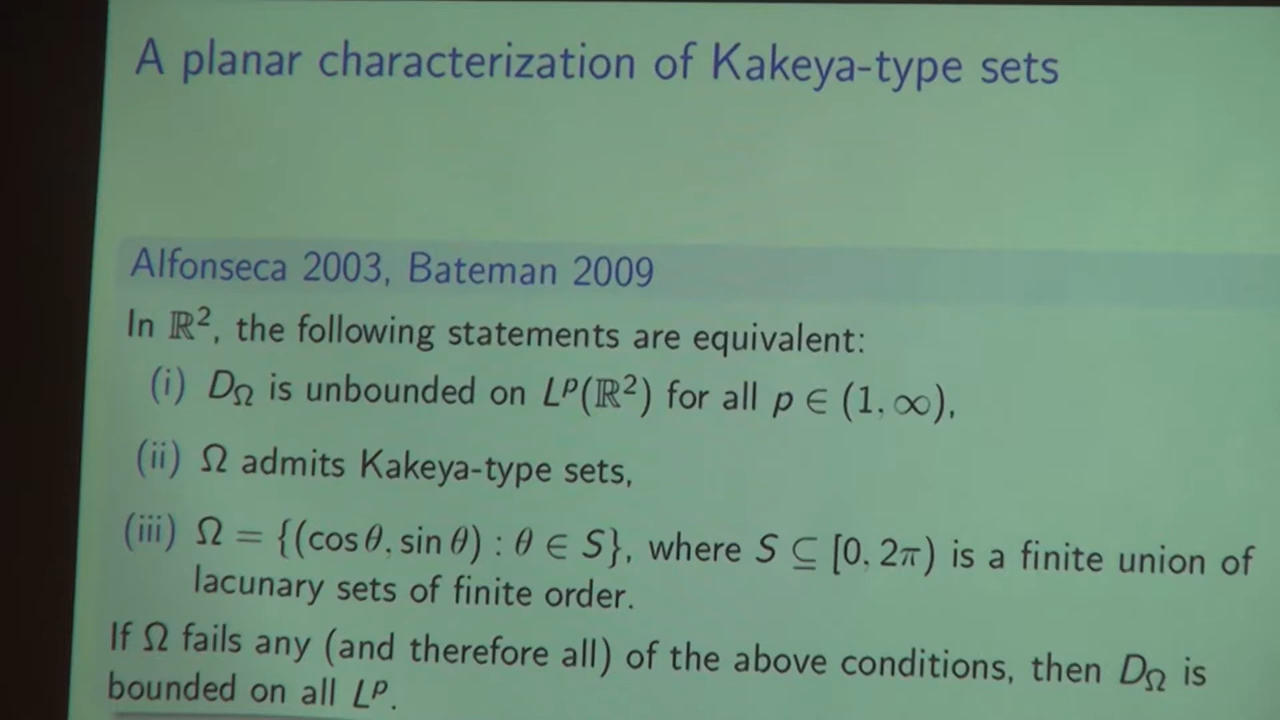 A planar characterization of Kakeya-type sets
Alfonseca 2003, Bateman 2009
In ℝ², the following statements are equivalent:
(i) D_Ω is unbounded on L^p(ℝ²) for all p ∈ (1, ∞),
(ii) Ω admits Kakeya-type sets,
(iii) Ω = {(cos θ, sin θ) : θ ∈ S}, where S ⊆ [0, 2π) is a finite union of
lacunary sets of finite order.
If Ω fails any (and therefore all) of the above conditions, then D_Ω is
bounded on all L^p.